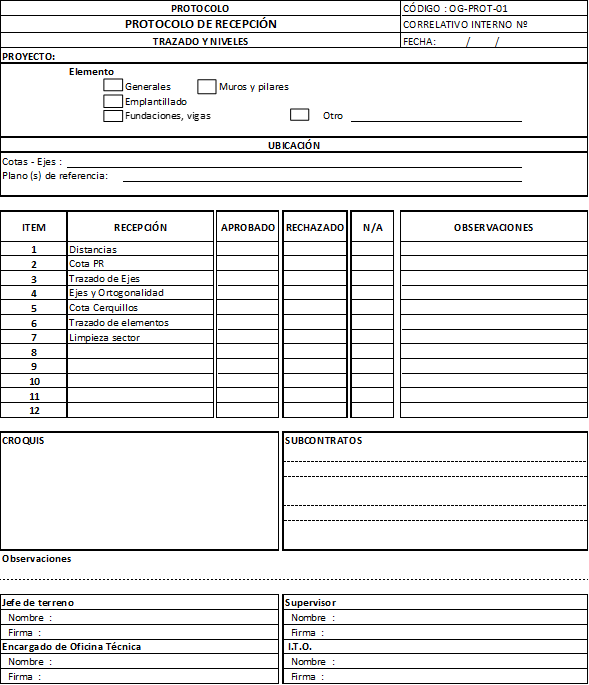 PROTOCOLO CÓDIGO : OG-PROT-01
PROTOCOLO DE RECEPCIÓN CORRELATIVO INTERNO Nº
TRAZADO Y NIVELES FECHA: / /
PROYECTO:
Elemento
Generales Muros y pilares
Emplantillado
Fundaciones, vigas Otro
UBICACIÓN
Cotas - Ejes :
Plano (s) de referencia:
ITEM RECEPCIÓN APROBADO RECHAZADO N/A OBSERVACIONES
1 Distancias
2 Cota PR
3 Trazado de Ejes
4 Ejes y Ortogonalidad
5 Cota Cerquillos
6 Trazado de elementos
7 Limpieza sector
8
9
10
11
12
CROQUIS SUBCONTRATOS
Observaciones
Jefe de terreno Supervisor
Nombre : Nombre :
Firma : Firma :
Encargado de Oficina Técnica I.T.O.
Nombre : Nombre :
Firma : Firma :